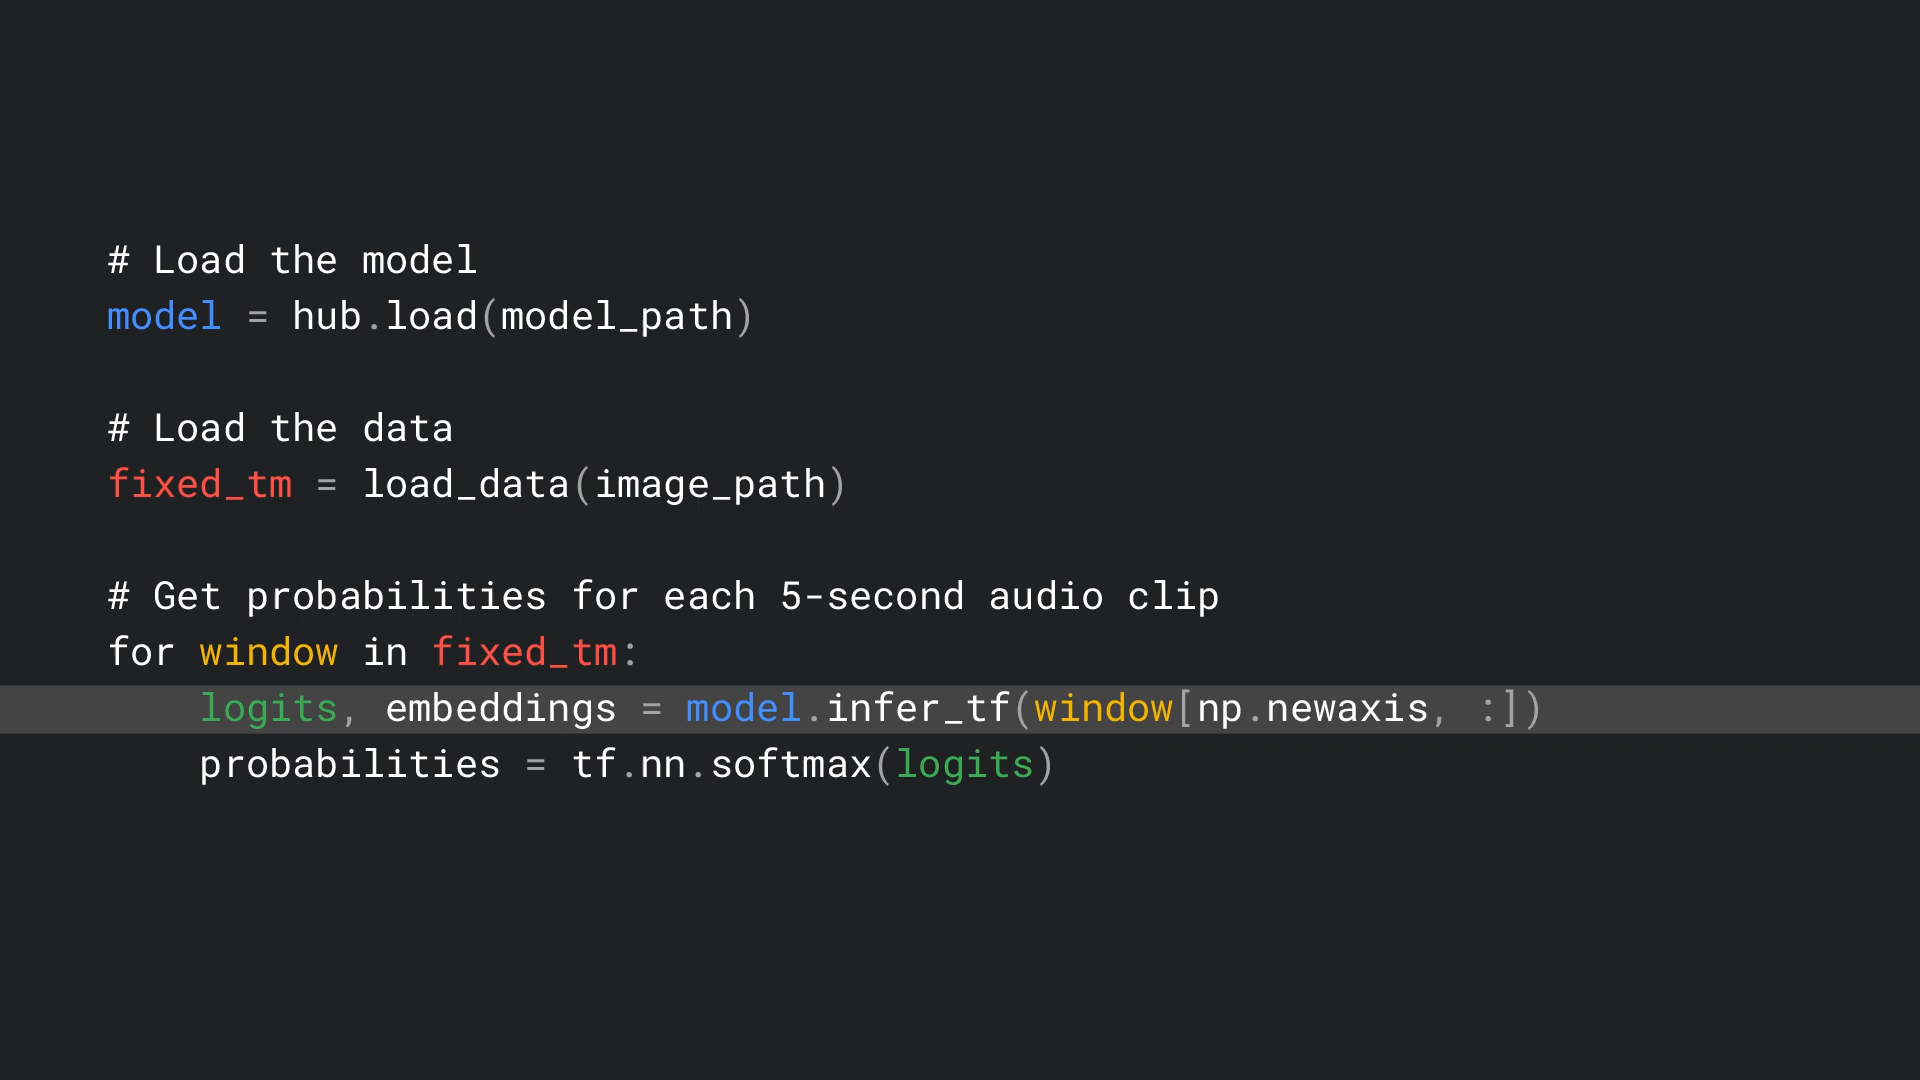 # Load the model
model = hub.load(model_path)
# Load the data
fixed_tm = load_data(image_path)
# Get probabilities for each 5-second audio clip
for window in fixed_tm:
    logits, embeddings = model.infer_tf(window[np.newaxis, :])
    probabilities = tf.nn.softmax(logits)